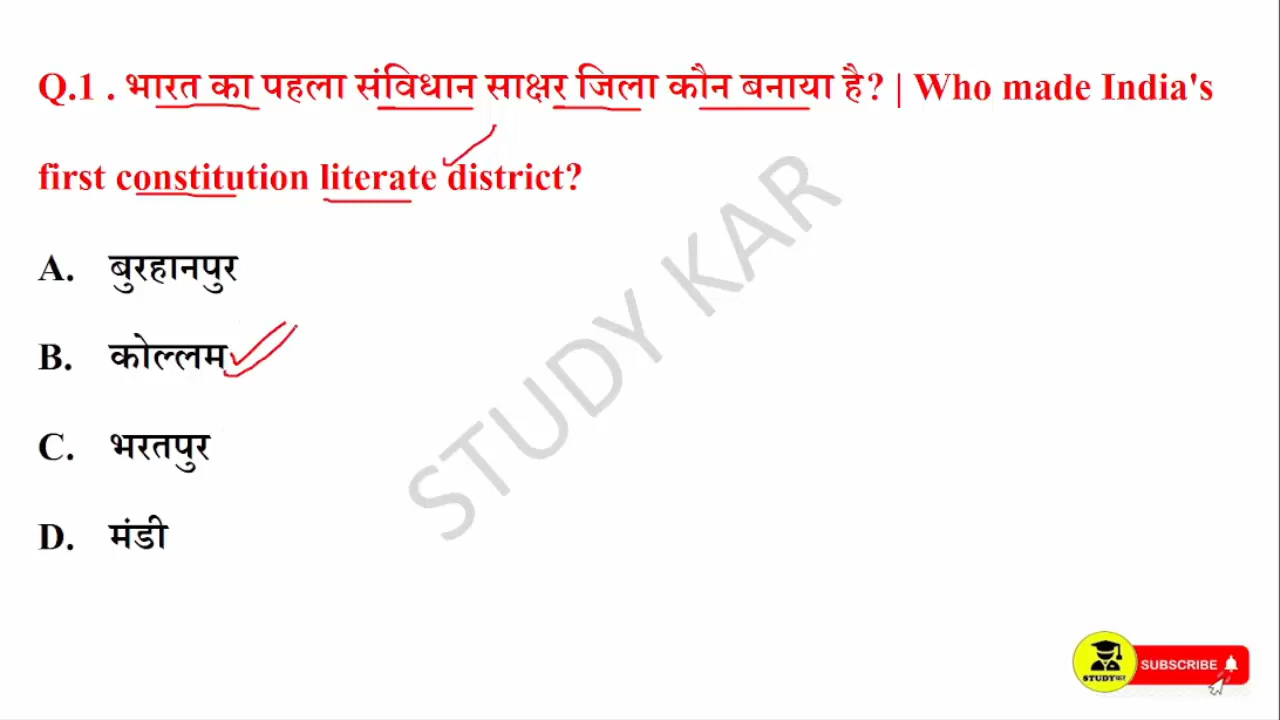 Q.1 . भारत का पहला संविधान साक्षर जिला कौन बनाया है? | Who made India's
first constitution literate district?
A. बुरहानपुर
B. कोल्लम
C. भरतपुर
D. मंडी
STUDY KAR
STUDYकर
SUBSCRIBE